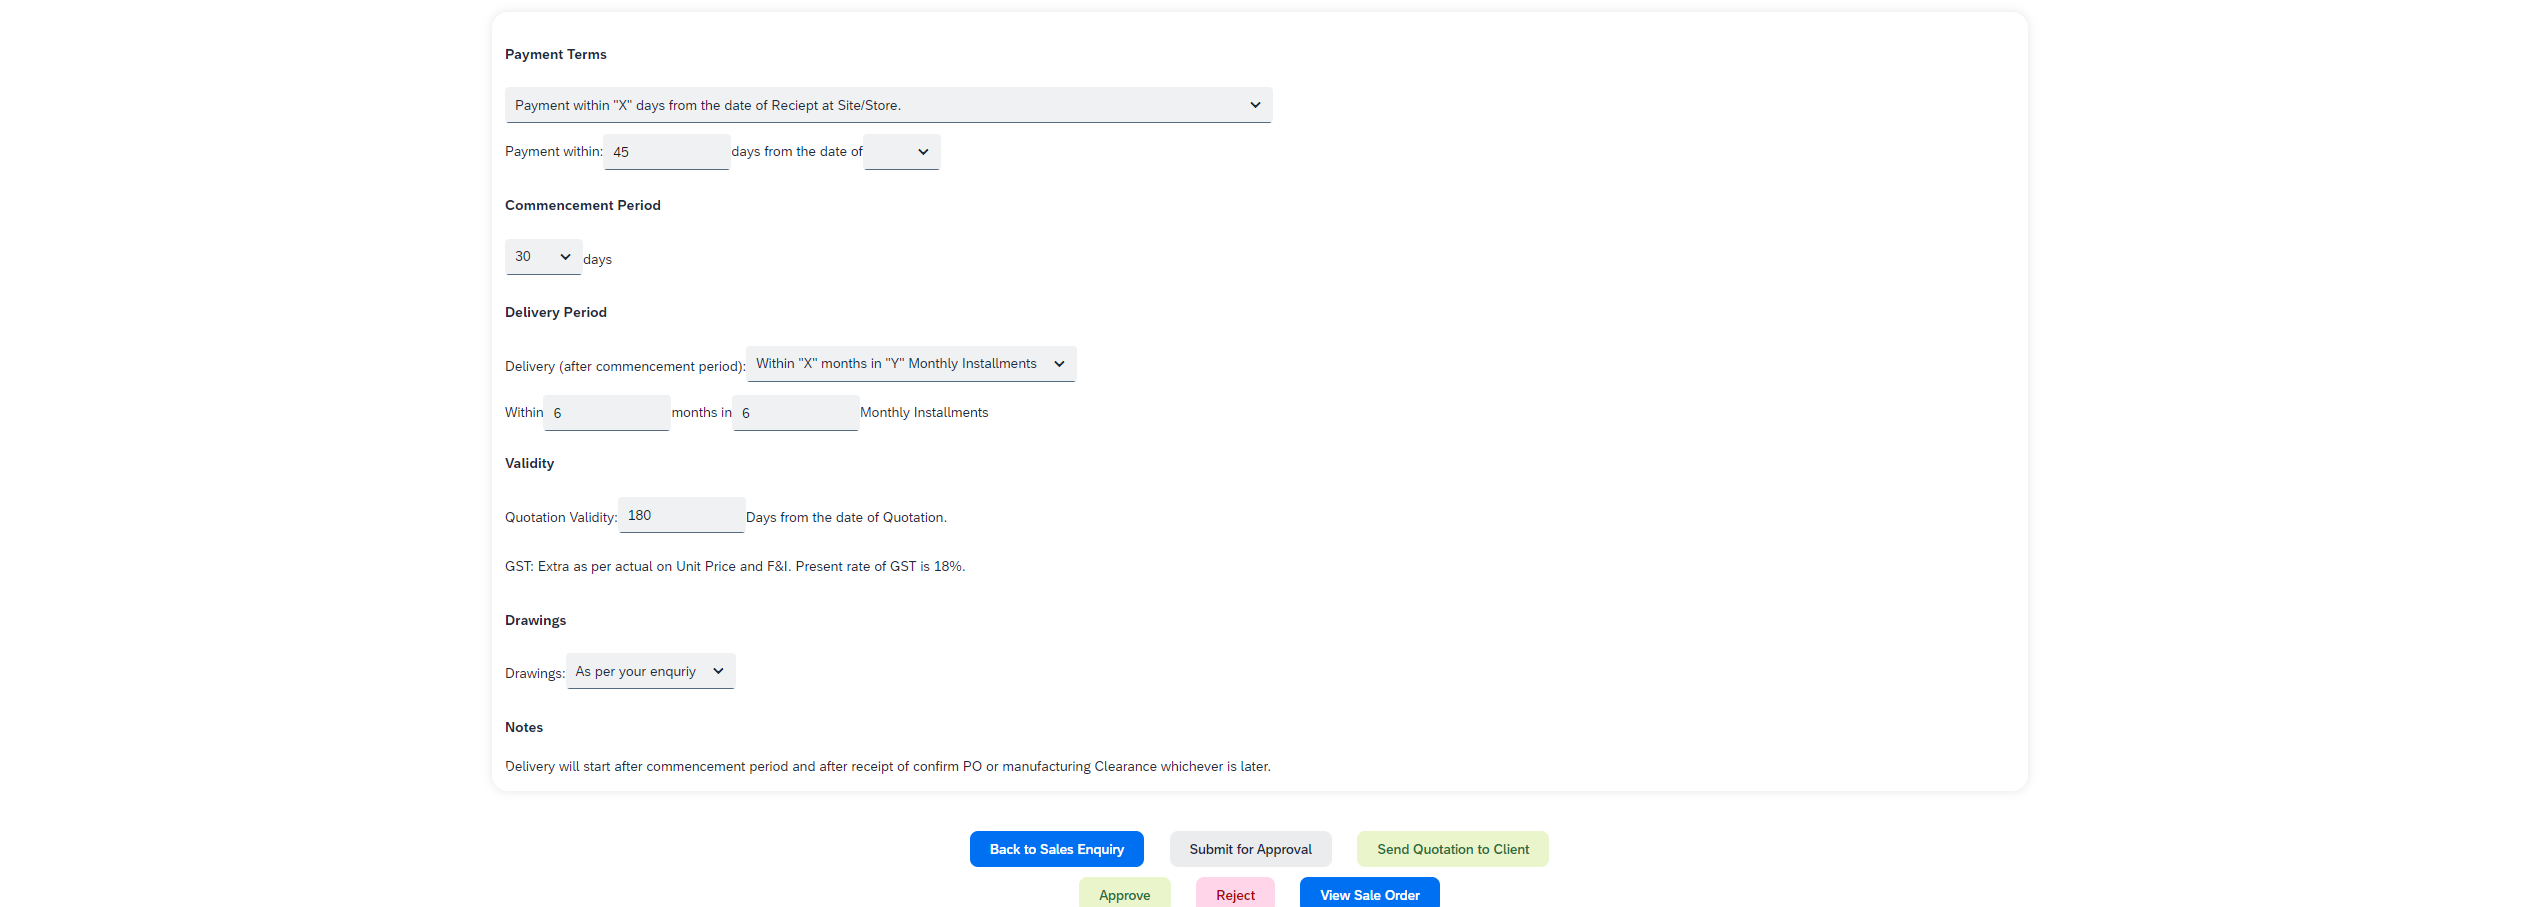 Payment Terms
Payment within "X" days from the date of Reciept at Site/Store.
Payment within: 45 days from the date of
Commencement Period
30 days
Delivery Period
Delivery (after commencement period): Within "X" months in "Y" Monthly Installments
Within 6 months in 6 Monthly Installments
Validity
Quotation Validity: 180 Days from the date of Quotation.
GST: Extra as per actual on Unit Price and F&I. Present rate of GST is 18%.
Drawings
Drawings: As per your enquriy
Notes
Delivery will start after commencement period and after receipt of confirm PO or manufacturing Clearance whichever is later.
Back to Sales Enquiry Submit for Approval Send Quotation to Client
Approve Reject View Sale Order